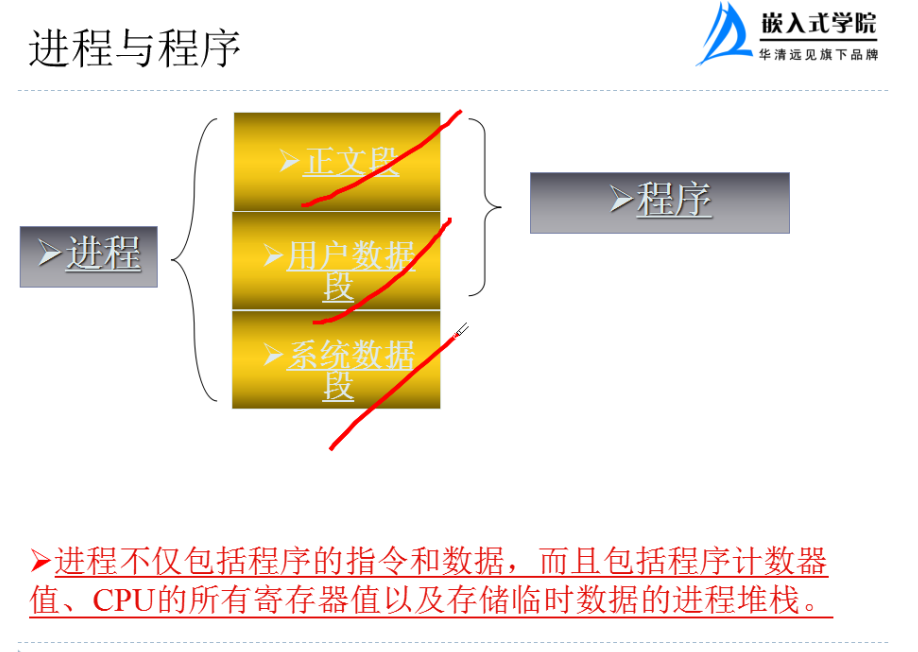 进程与程序
嵌入式学院
华清远见旗下品牌
正文段
程序
进程
用户数据
段
系统数据
段
进程不仅包括程序的指令和数据，而且包括程序计数器
值、CPU的所有寄存器值以及存储临时数据的进程堆栈。